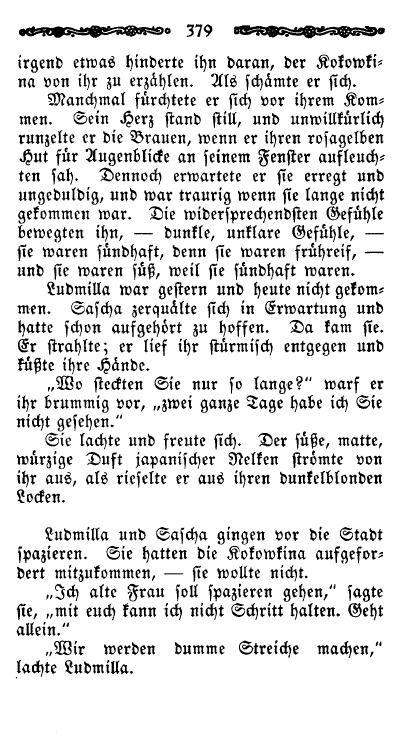 379
irgend etwas hinderte ihn daran, der Kokowki-
na von ihr zu erzählen. Als schämte er sich.
Manchmal fürchtete er sich vor ihrem Kom-
men. Sein Herz stand still, und unwillkürlich
runzelte er die Brauen, wenn er ihren rosagelben
Hut für Augenblicke an seinem Fenster aufleuch-
ten sah. Dennoch erwartete er sie erregt und
ungeduldig, und war traurig wenn sie lange nicht
gekommen war. Die widersprechendsten Gefühle
bewegten ihn, — dunkle, unklare Gefühle, —
sie waren sündhaft, denn sie waren frühreif, —
und sie waren süß, weil sie sündhaft waren.
Ludmilla war gestern und heute nicht gekom-
men. Sascha zerquälte sich in Erwartung und
hatte schon aufgehört zu hoffen. Da kam sie.
Er strahlte; er lief ihr stürmisch entgegen und
küßte ihre Hände.
„Wo steckten Sie nur so lange?“ warf er
ihr brummig vor, „zwei ganze Tage habe ich Sie
nicht gesehen.“
Sie lachte und freute sich. Der süße, matte,
würzige Duft japanischer Nelken strömte von
ihr aus, als rieselte er aus ihren dunkelblonden
Locken.
Ludmilla und Sascha gingen vor die Stadt
spazieren. Sie hatten die Kokowkina aufgefor-
dert mitzukommen, — sie wollte nicht.
„Ich alte Frau soll spazieren gehen,“ sagte
sie, „mit euch kann ich nicht Schritt halten. Geht
allein.“
„Wir werden dumme Streiche machen,“
lachte Ludmilla.